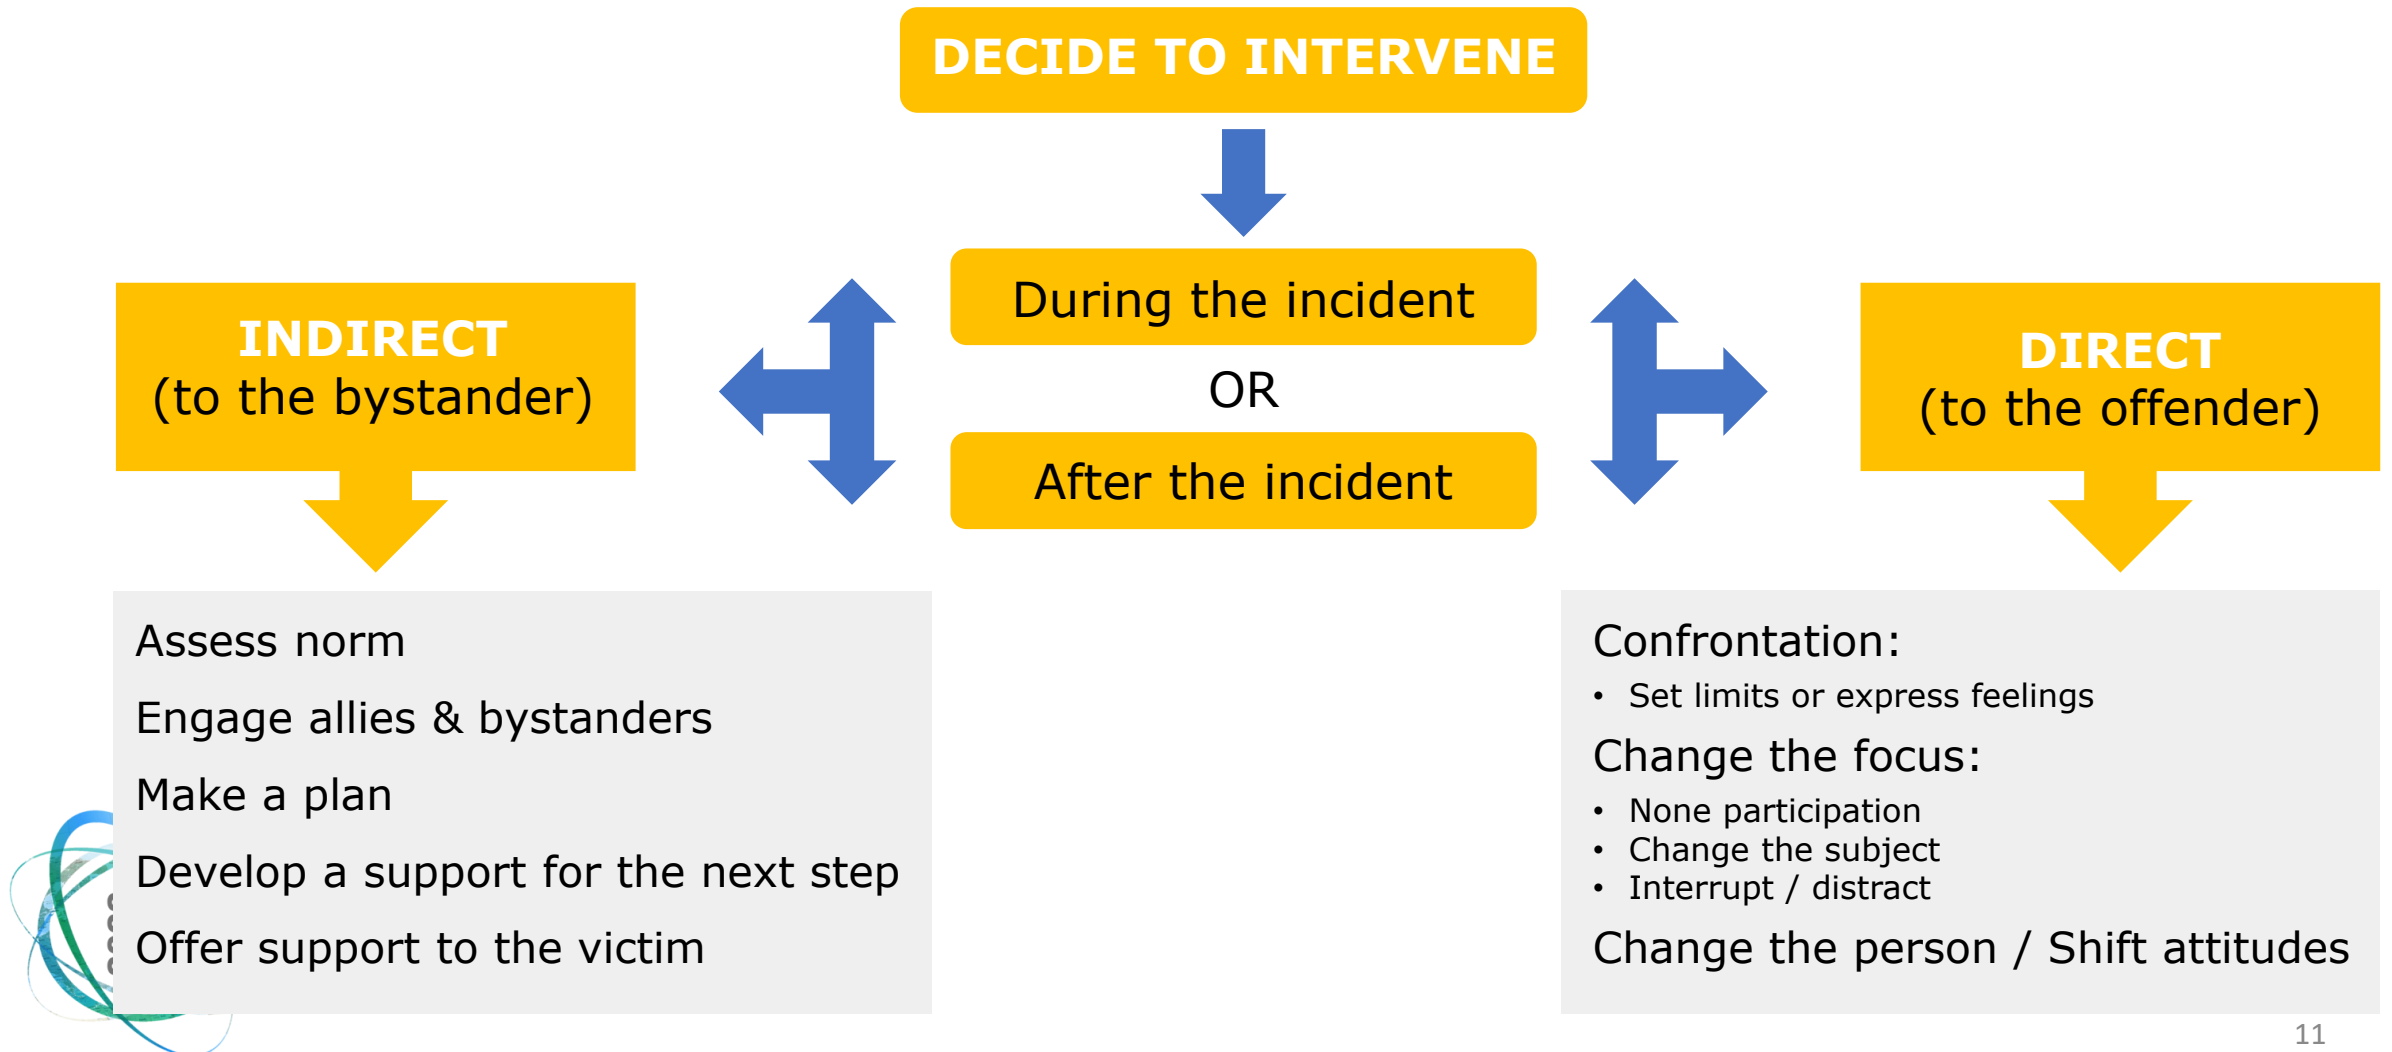 DECIDE TO INTERVENE
During the incident
OR
After the incident
INDIRECT
(to the bystander)
Assess norm
Engage allies & bystanders
Make a plan
Develop a support for the next step
Offer support to the victim
DIRECT
(to the offender)
Confrontation:
• Set limits or express feelings
Change the focus:
• None participation
• Change the subject
• Interrupt / distract
Change the person / Shift attitudes
11